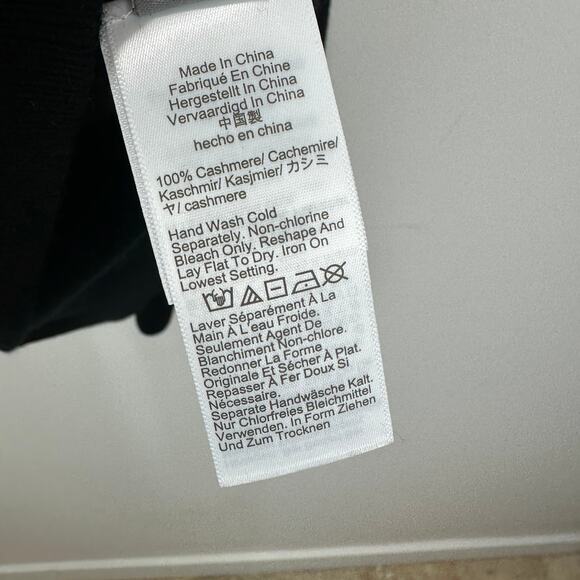 Made In China
Fabriqué En Chine
Hergestellt In China
Vervaardigd In China
中国製
hecho en china
100% Cashmere/ Cachemire/
Kaschmir/ Kasjmier/ カシミ
ヤ/ cashmere
Hand Wash Cold
Separately. Non-chlorine
Bleach Only. Reshape And
Lay Flat To Dry. Iron On
Lowest Setting.
Laver Séparément À La
Main À L'eau Froide.
Seulement Agent De
Blanchiment Non-chlore.
Redonner La Forme
Originale Et Sécher À Plat.
Repasser À Fer Doux Si
Nécessaire.
Separate Handwäsche Kalt.
Nur Chlorfreies Bleichmittel
Verwenden. In Form Ziehen
Und Zum Trocknen